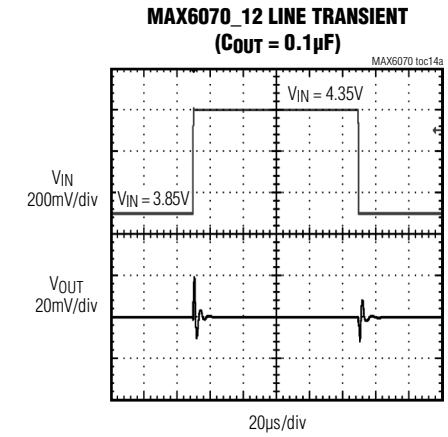 MAX6070_12 LINE TRANSIENT
(COUT = 0.1µF)
MAX6070 toc14a
VIN = 4.35V
VIN
200mV/div
VIN = 3.85V
VOUT
20mV/div
20µs/div